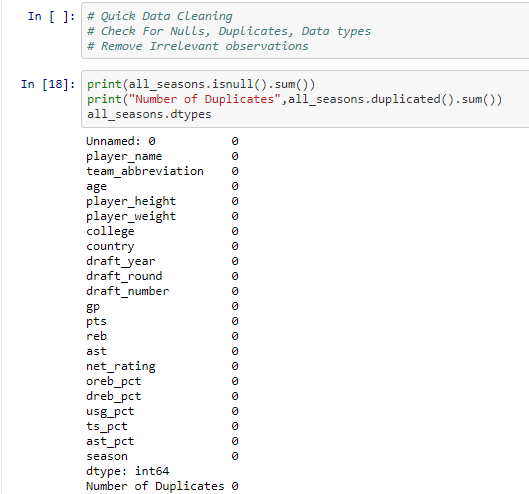 In [ ]: # Quick Data Cleaning
# Check For Nulls, Duplicates, Data types
# Remove Irrelevant observations
In [18]: print(all_seasons.isnull().sum())
print("Number of Duplicates",all_seasons.duplicated().sum())
all_seasons.dtypes
Unnamed: 0 0
player_name 0
team_abbreviation 0
age 0
player_height 0
player_weight 0
college 0
country 0
draft_year 0
draft_round 0
draft_number 0
gp 0
pts 0
reb 0
ast 0
net_rating 0
oreb_pct 0
dreb_pct 0
usg_pct 0
ts_pct 0
ast_pct 0
season 0
dtype: int64
Number of Duplicates 0